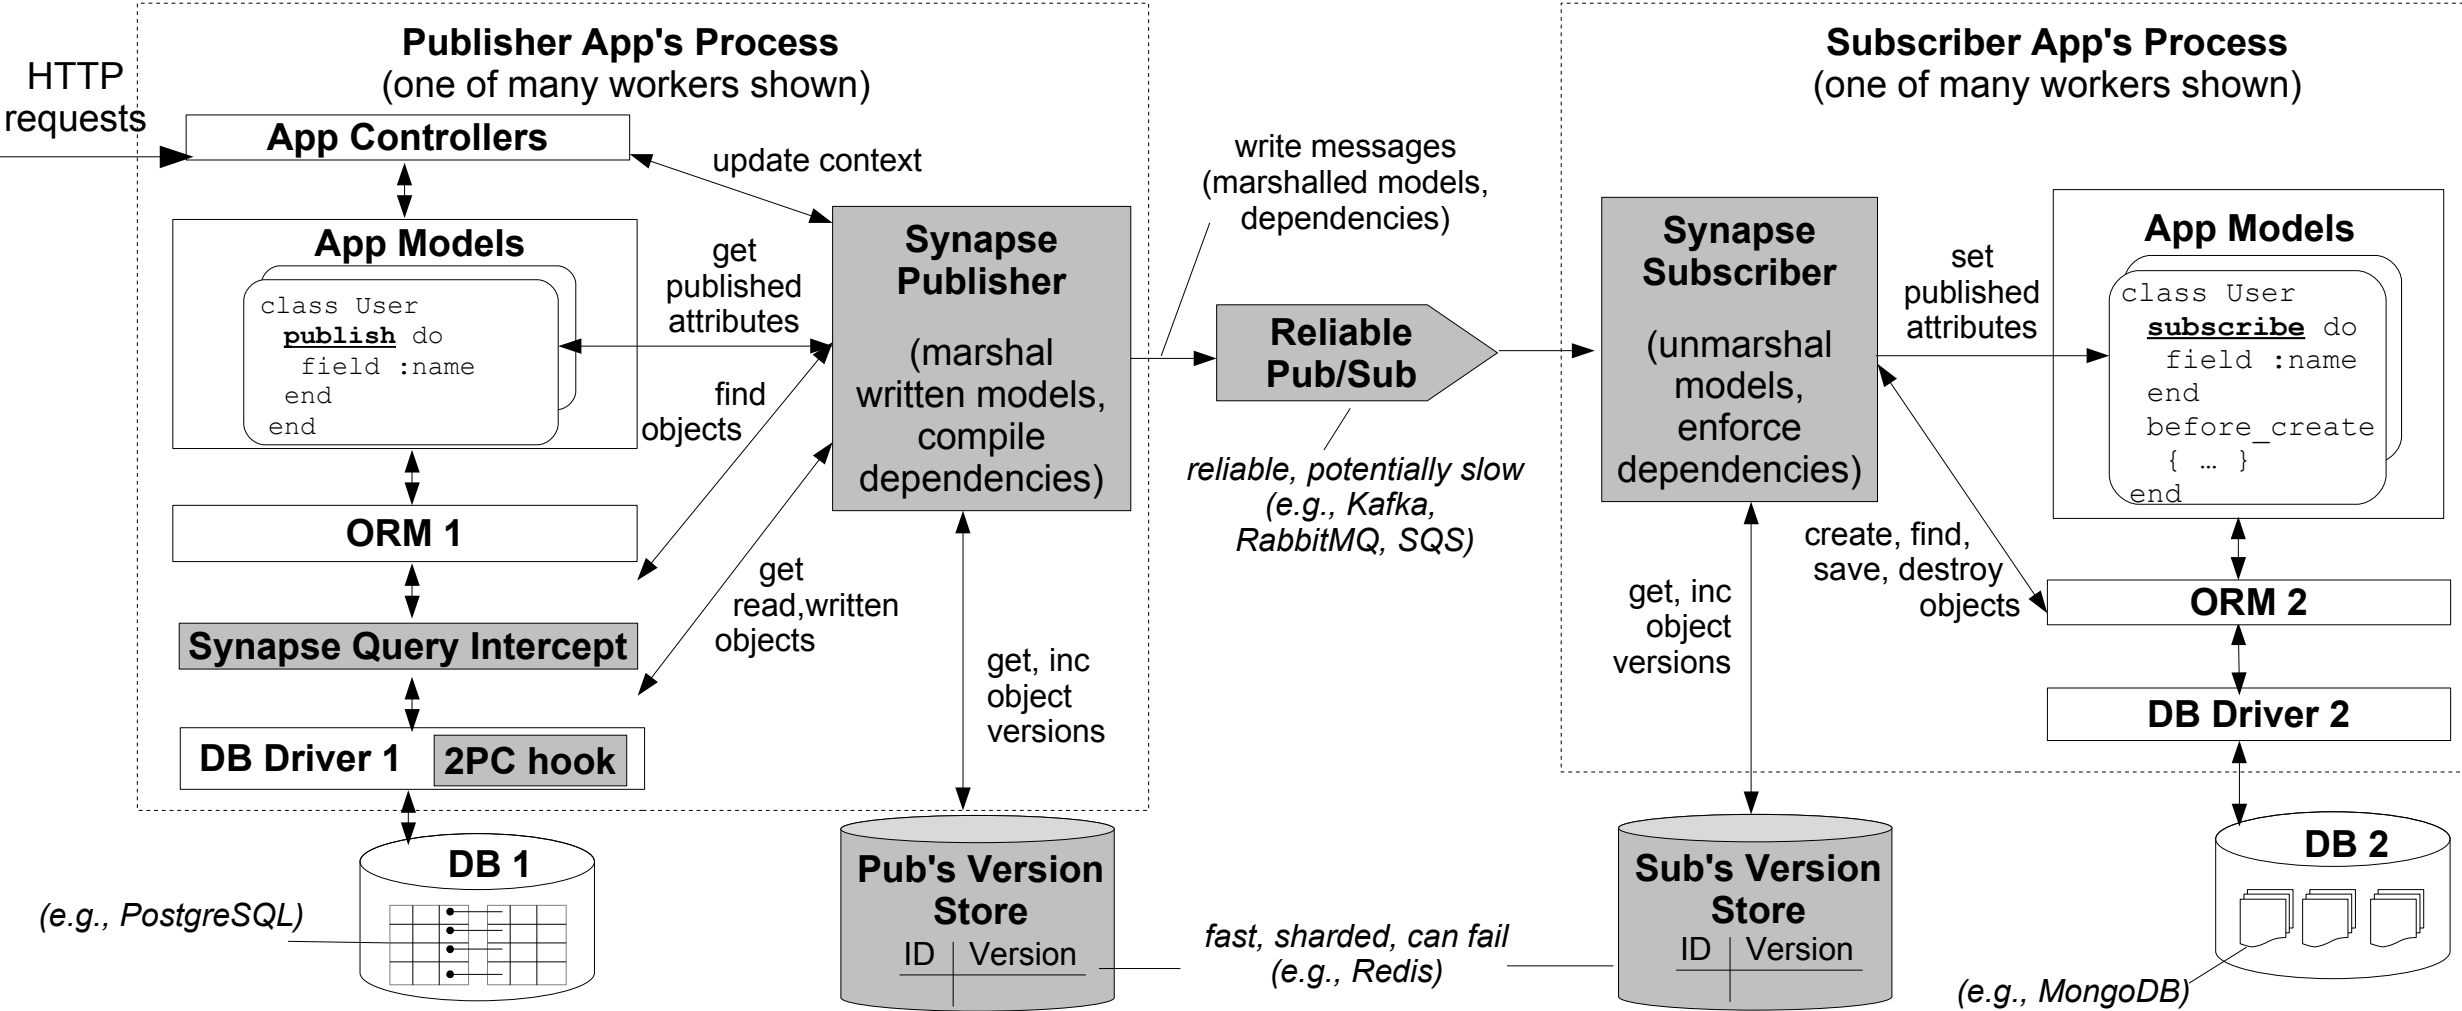 Publisher App's Process
(one of many workers shown)
HTTP
requests
App Controllers
update context
App Models
class User
publish do
field :name
end
end
get
published
attributes
find
objects
ORM 1
Synapse Query Intercept
get
read,written
objects
DB Driver 1
2PC hook
DB 1
(e.g., PostgreSQL)
Synapse
Publisher
(marshal
written models,
compile
dependencies)
get, inc
object
versions
Pub's Version
Store
ID Version
write messages
(marshalled models,
dependencies)
Reliable
Pub/Sub
reliable, potentially slow
(e.g., Kafka,
RabbitMQ, SQS)
fast, sharded, can fail
(e.g., Redis)
Subscriber App's Process
(one of many workers shown)
Synapse
Subscriber
(unmarshal
models,
enforce
dependencies)
set
published
attributes
App Models
class User
subscribe do
field :name
end
before_create
{ … }
end
create, find,
save, destroy
objects
get, inc
object
versions
ORM 2
DB Driver 2
Sub's Version
Store
ID Version
DB 2
(e.g., MongoDB)